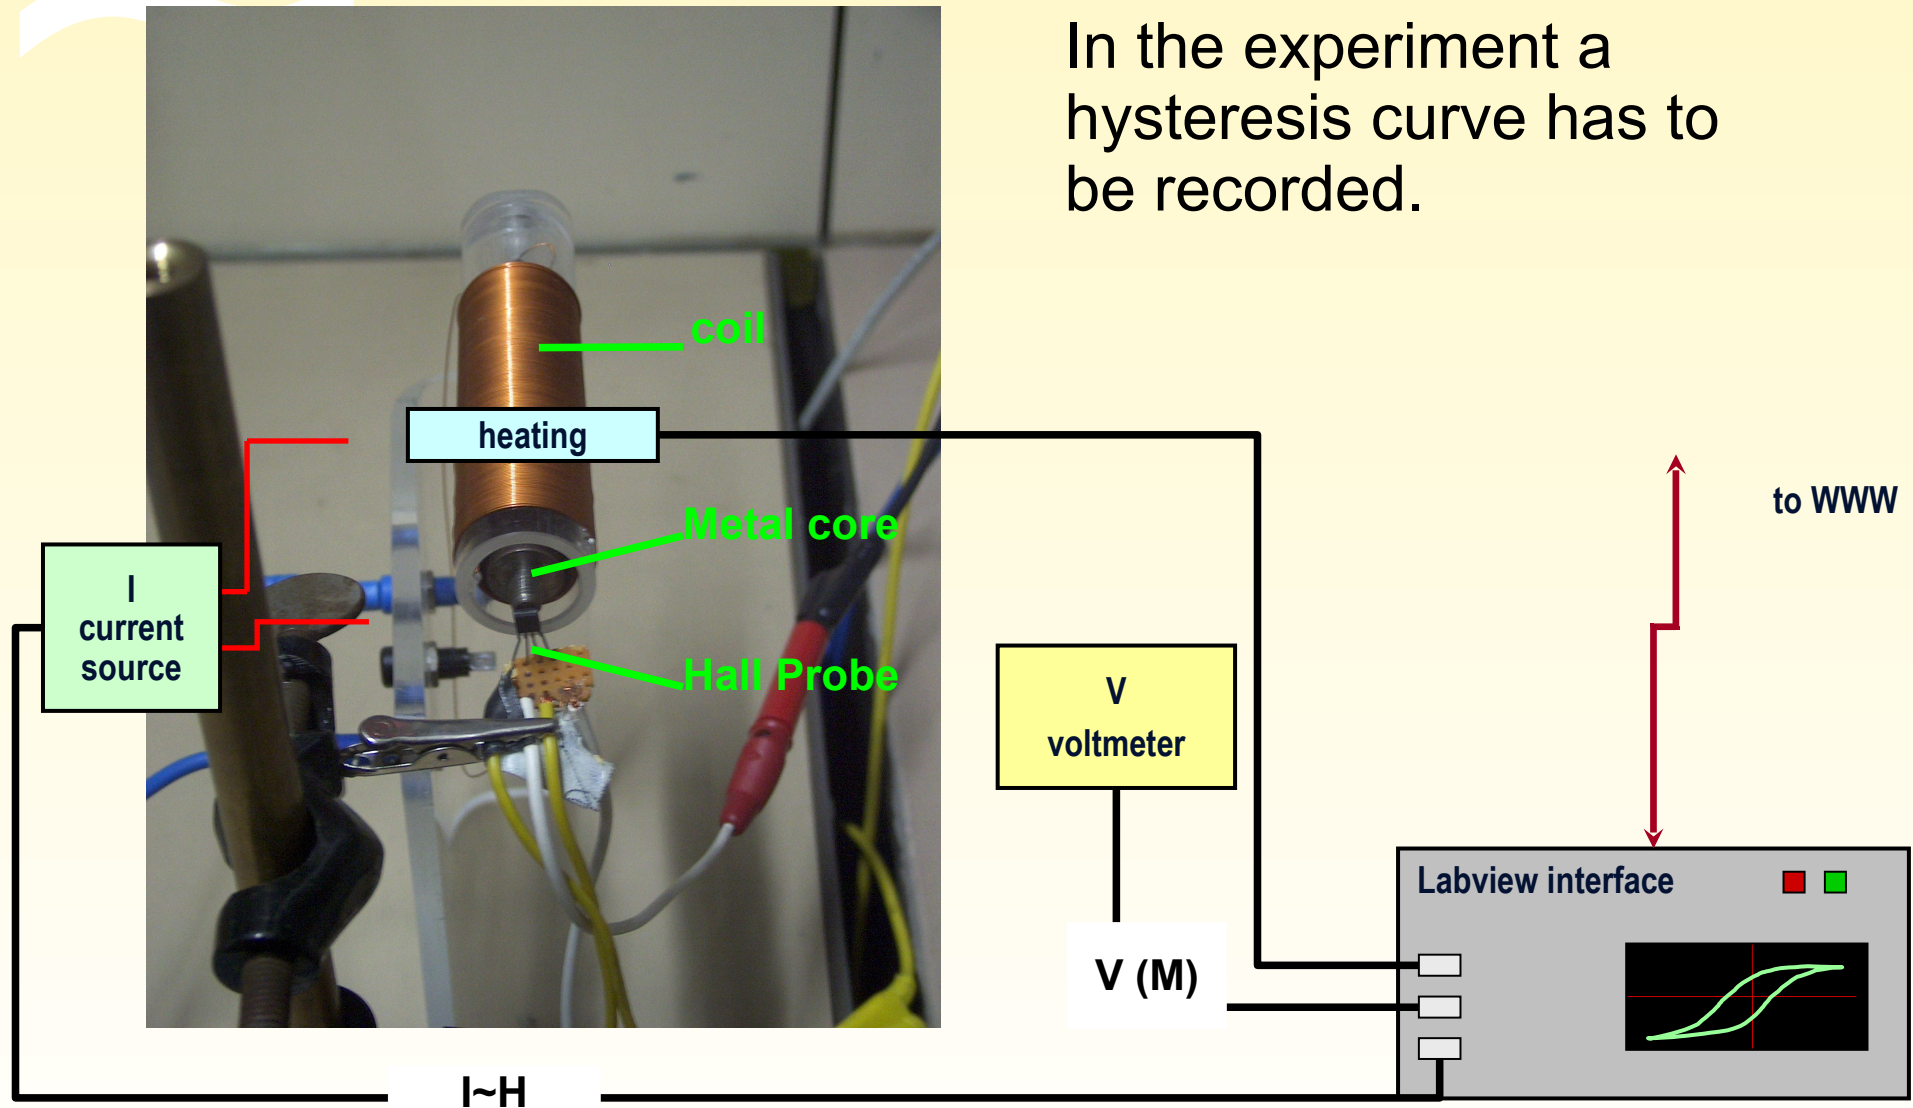 In the experiment a
hysteresis curve has to
be recorded.
coil
heating
Metal core
Hall Probe
I
current
source
V
voltmeter
to WWW
Labview interface
V (M)
I~H